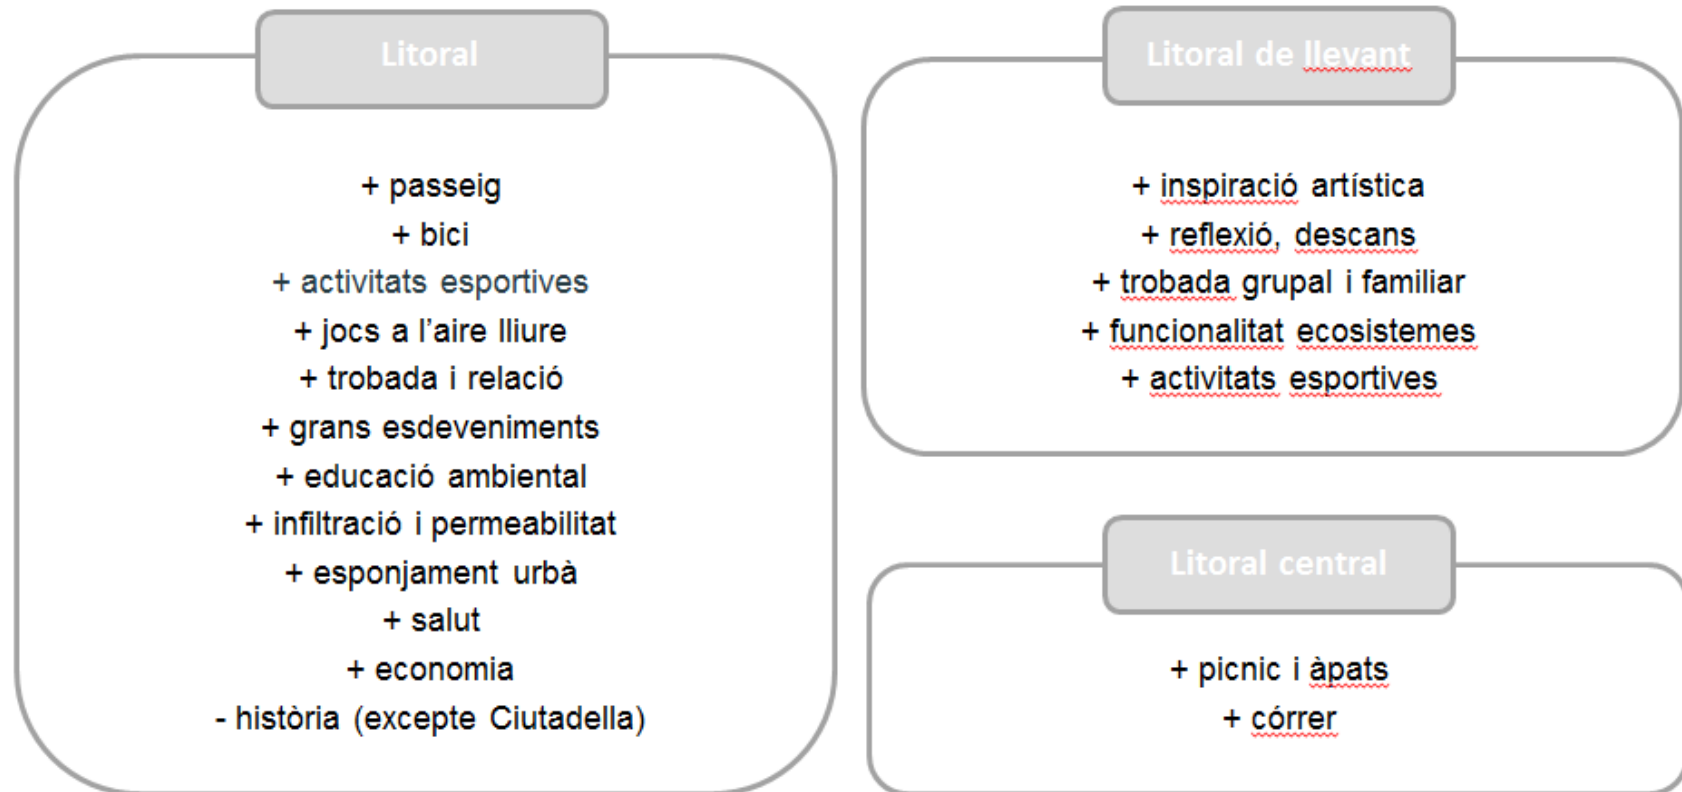 Litoral
+ passeig
+ bici
+ activitats esportives
+ jocs a l'aire lliure
+ trobada i relació
+ grans esdeveniments
+ educació ambiental
+ infiltració i permeabilitat
+ esponjament urbà
+ salut
+ economia
- història (excepte Ciutadella)
Litoral de llevant
+ inspiració artística
+ reflexió, descans
+ trobada grupal i familiar
+ funcionalitat ecosistemes
+ activitats esportives
Litoral central
+ picnic i àpats
+ córrer